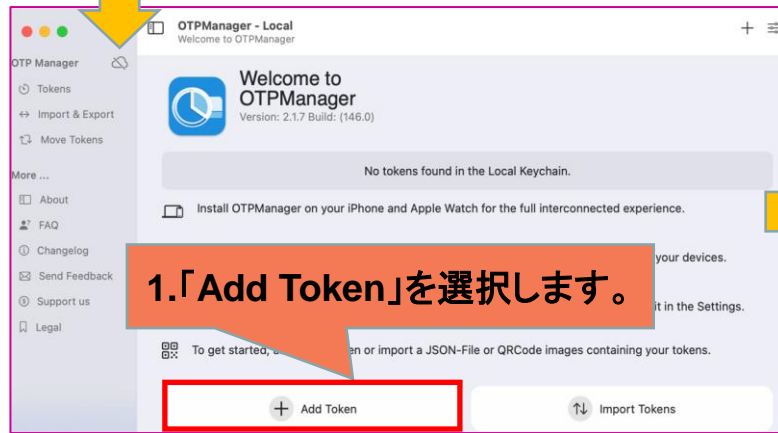 OTPManager - Local
Welcome to OTPManager
OTP Manager
Tokens
Import & Export
Move Tokens
More ...
About
FAQ
Changelog
Send Feedback
Support us
Legal
Welcome to
OTPManager
Version: 2.1.7 Build: (146.0)
No tokens found in the Local Keychain.
Install OTPManager on your iPhone and Apple Watch for the full interconnected experience.
your devices.
it in the Settings.
1.「Add Token」を選択します。
To get started, en or import a JSON-File or QRCode images containing your tokens.
Add Token
Import Tokens